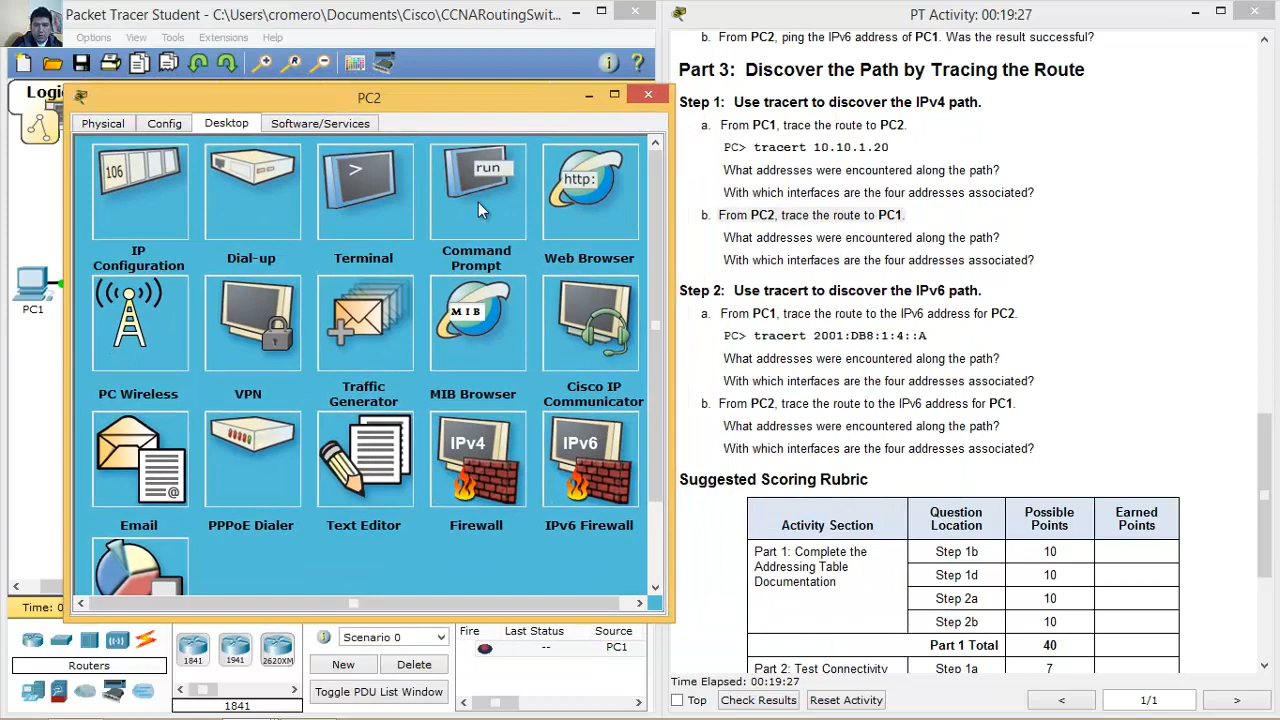 Packet Tracer Student - C:\Users\cromero\Documents\Cisco\CCNARoutingSwit...
Options View Tools Extensions Help
Logi
PC1
Time: 0
PC2
Physical Config Desktop Software/Services
106
>
run
http:
IP Configuration
Dial-up
Terminal
Command Prompt
Web Browser
MIB
PC Wireless
VPN
Traffic Generator
MIB Browser
Cisco IP Communicator
IPv4
IPv6
@
Email
PPPoE Dialer
Text Editor
Firewall
IPv6 Firewall
Routers
1841
1941
2620XM
1841
Scenario 0
New
Delete
Toggle PDU List Window
Fire Last Status Source
-- PC1
PT Activity: 00:19:27
b. From PC2, ping the IPv6 address of PC1. Was the result successful?
Part 3: Discover the Path by Tracing the Route
Step 1: Use tracert to discover the IPv4 path.
a. From PC1, trace the route to PC2.
PC> tracert 10.10.1.20
What addresses were encountered along the path?
With which interfaces are the four addresses associated?
b. From PC2, trace the route to PC1.
What addresses were encountered along the path?
With which interfaces are the four addresses associated?
Step 2: Use tracert to discover the IPv6 path.
a. From PC1, trace the route to the IPv6 address for PC2.
PC> tracert 2001:DB8:1:4::A
What addresses were encountered along the path?
With which interfaces are the four addresses associated?
b. From PC2, trace the route to the IPV6 address for PC1.
What addresses were encountered along the path?
With which interfaces are the four addresses associated?
Suggested Scoring Rubric
Activity Section
Question Location
Possible Points
Earned Points
Part 1: Complete the Addressing Table Documentation
Step 1b 10
Step 1d 10
Step 2a 10
Step 2b 10
Part 1 Total 40
Part 2: Test Connectivity Step 1a 7
Time Elapsed: 00:19:27
Top
Check Results
Reset Activity
<
1/1
>